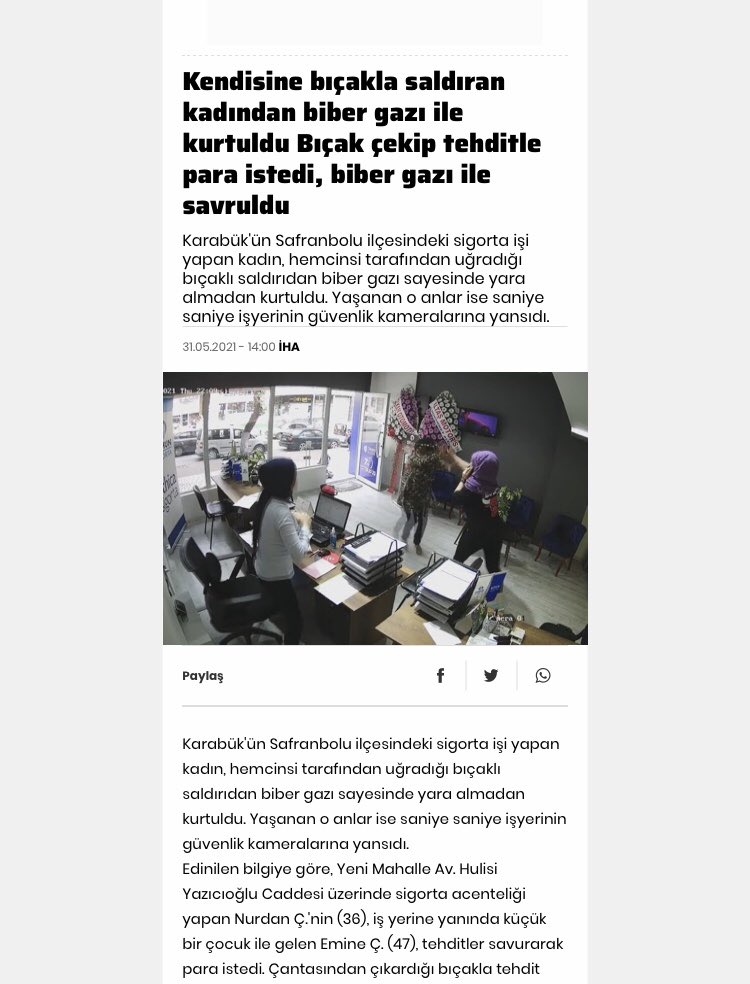 Kendisine bıçakla saldıran
kadından biber gazı ile
kurtuldu Bıçak çekip tehditle
para istedi, biber gazı ile
savruldu
Karabük'ün Safranbolu ilçesindeki sigorta işi
yapan kadın, hemcinsi tarafından uğradığı
bıçaklı saldırıdan biber gazı sayesinde yara
almadan kurtuldu. Yaşanan o anlar ise saniye
saniye işyerinin güvenlik kameralarına yansıdı.
31.05.2021 - 14:00 İHA
Paylaş
Karabük'ün Safranbolu ilçesindeki sigorta işi yapan
kadın, hemcinsi tarafından uğradığı bıçaklı
saldırıdan biber gazı sayesinde yara almadan
kurtuldu. Yaşanan o anlar ise saniye saniye işyerinin
güvenlik kameralarına yansıdı.
Edinilen bilgiye göre, Yeni Mahalle Av. Hulisi
Yazıcıoğlu Caddesi üzerinde sigorta acenteliği
yapan Nurdan Ç.'nin (36), iş yerine yanında küçük
bir çocuk ile gelen Emine Ç. (47), tehditler savurarak
para istedi. Çantasından çıkardığı bıçakla tehdit